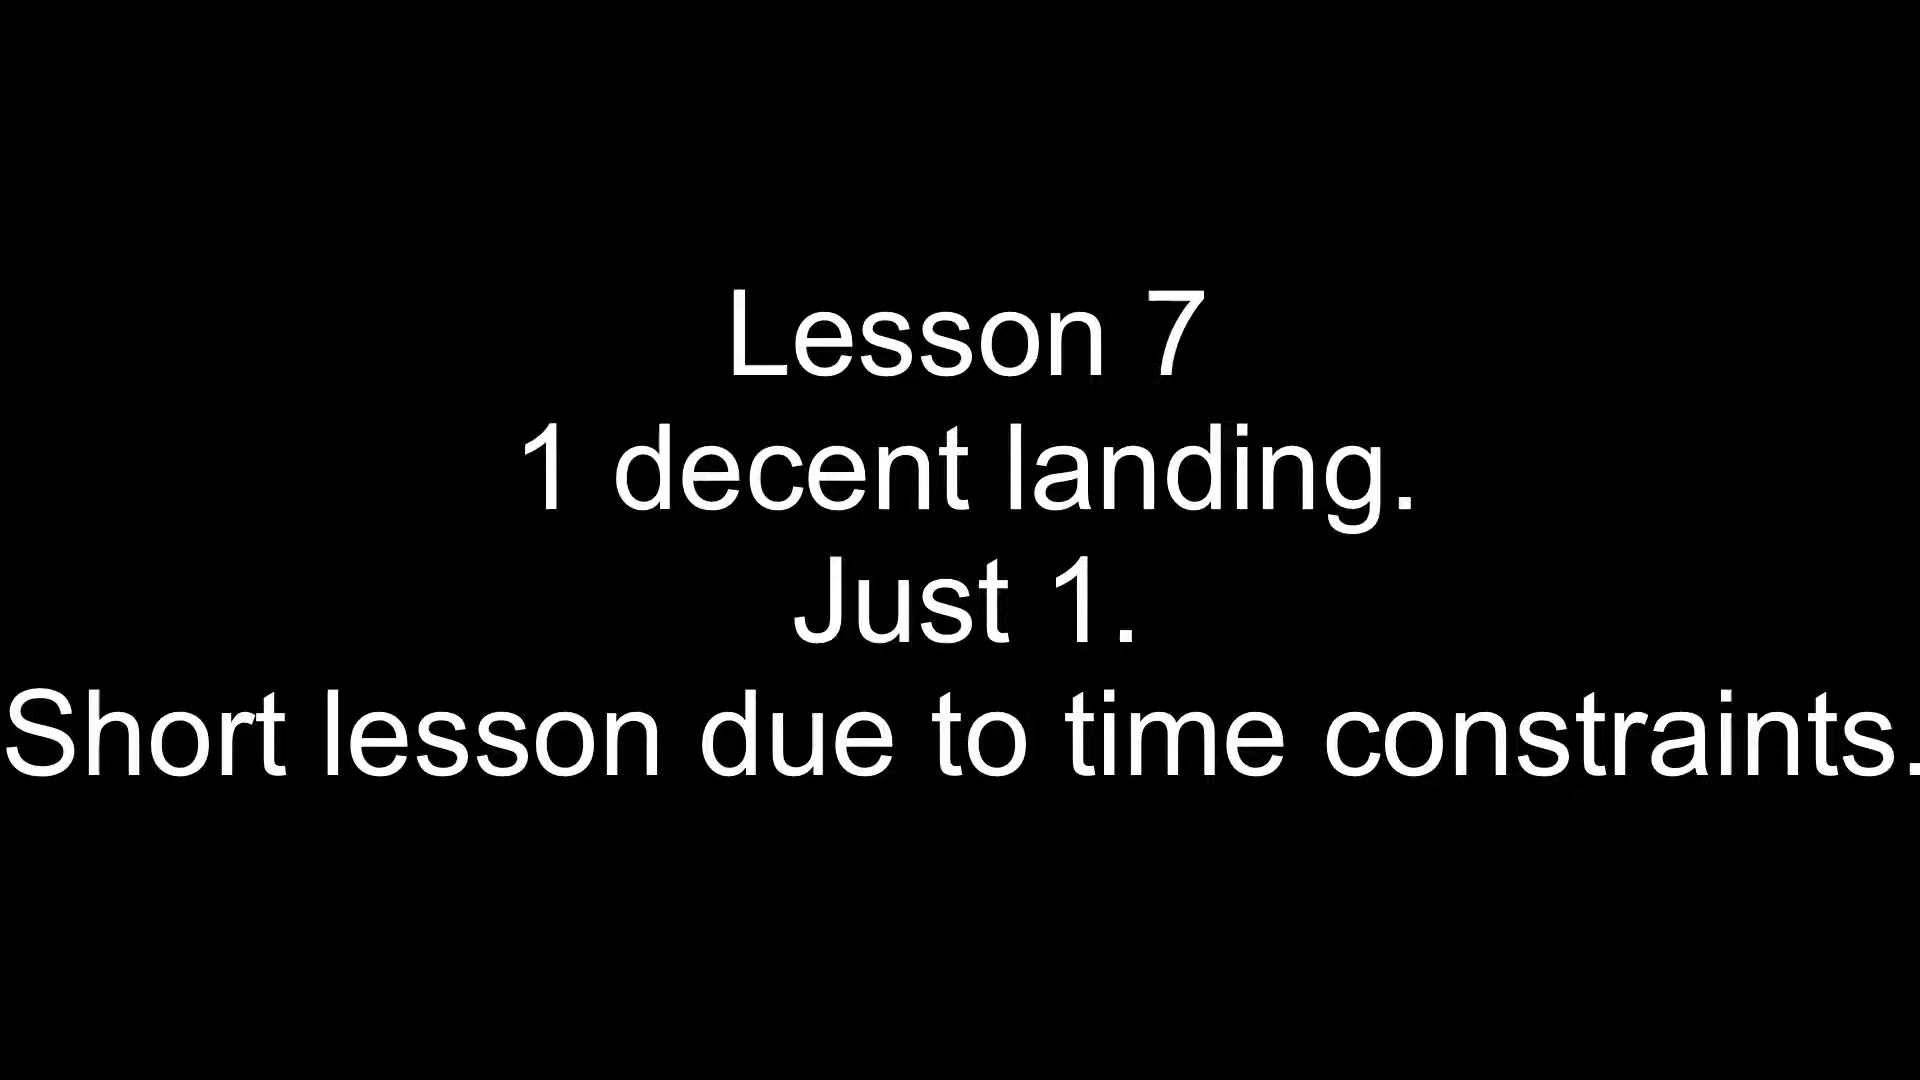 Lesson 7
1 decent landing.
Just 1.
Short lesson due to time constraints.